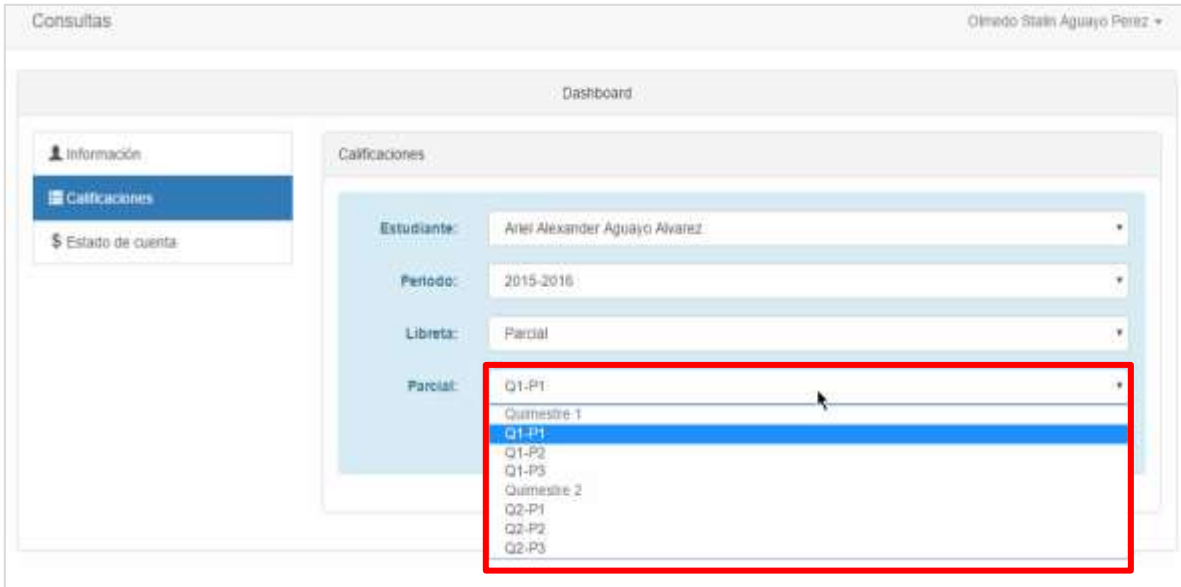 Consultas
Olmedo Stalin Aguayo Perez
Dashboard
Información
Calificaciones
$ Estado de cuenta
Calificaciones
Estudiante: Ariel Alexander Aguayo Alvarez
Periodo: 2015-2016
Libreta: Parcial
Parcial: Q1-P1
Quimestre 1
Q1-P1
Q1-P2
Q1-P3
Quimestre 2
Q2-P1
Q2-P2
Q2-P3